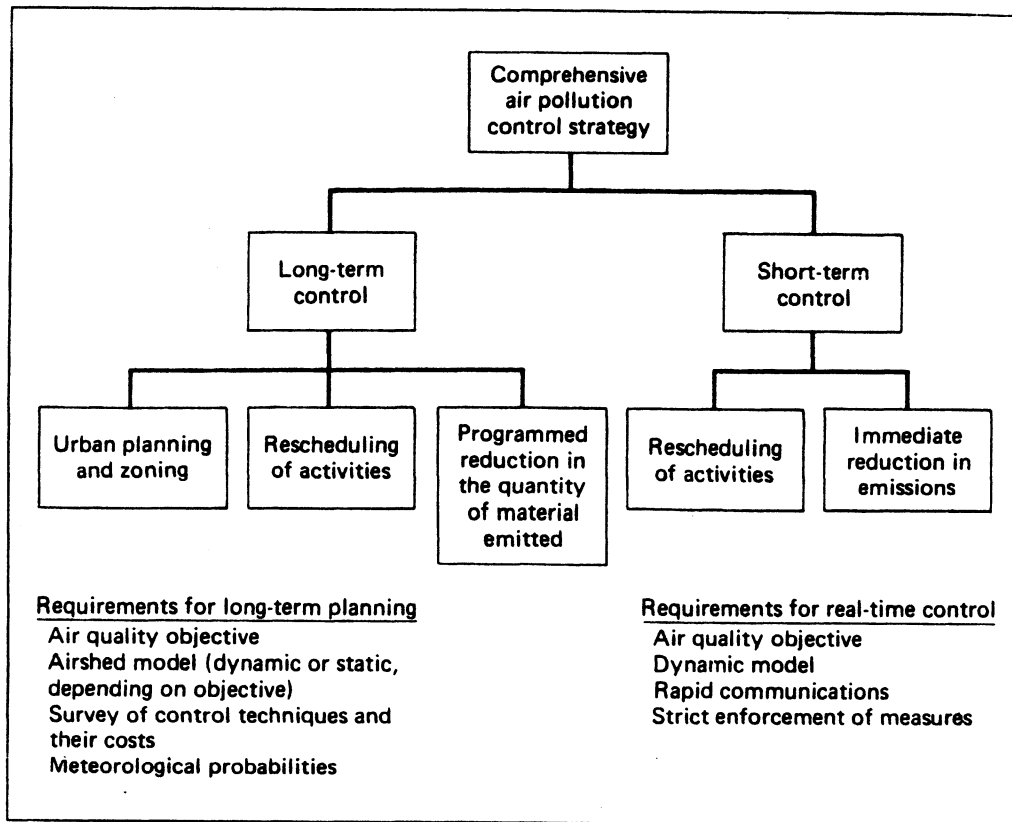 Comprehensive
air pollution
control strategy
Long-term
control
Short-term
control
Urban planning
and zoning
Rescheduling
of activities
Programmed
reduction in
the quantity
of material
emitted
Rescheduling
of activities
Immediate
reduction in
emissions
Requirements for long-term planning
Air quality objective
Airshed model (dynamic or static,
depending on objective)
Survey of control techniques and
their costs
Meteorological probabilities
Requirements for real-time control
Air quality objective
Dynamic model
Rapid communications
Strict enforcement of measures